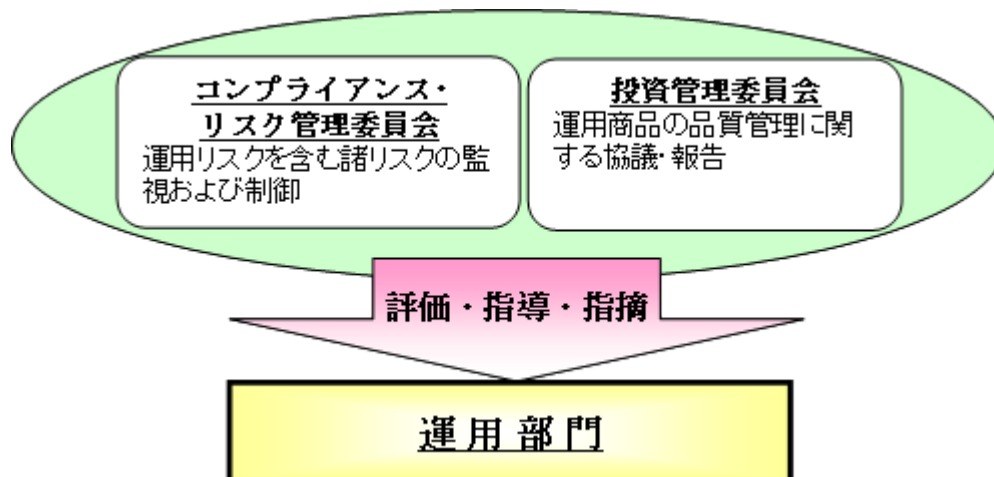 コンプライアンス・
リスク管理委員会
運用リスクを含む諸リスクの監
視および制御
投資管理委員会
運用商品の品質管理に関
する協議・報告
評価・指導・指摘
運用部門